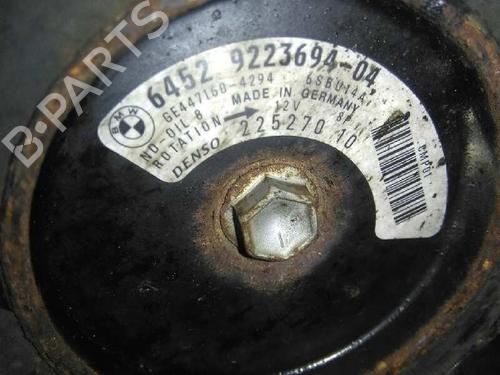 BMW
6452 9223694-04
GE447160-4294 6SBU14A
MADE IN GERMANY
NO. OIL 8 12V
ROTATION
DENSO 225270 10
B-PARTS